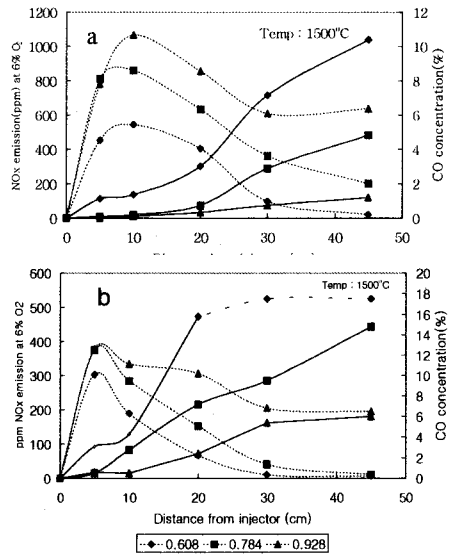 a
Temp : 1500°C
NOx emission(ppm) at 6% O2
CO concentration(%)
1200
1000
800
600
400
200
0
12
10
8
6
4
2
0
0 10 20 30 40 50
(cm)
b
Temp : 1500°C
ppm NOx emission at 6% O2
CO concentration(%)
600
500
400
300
200
100
0
20
18
16
14
12
10
8
6
4
2
0
0 10 20 30 40 50
Distance from injector (cm)
0.608 0.784 0.928